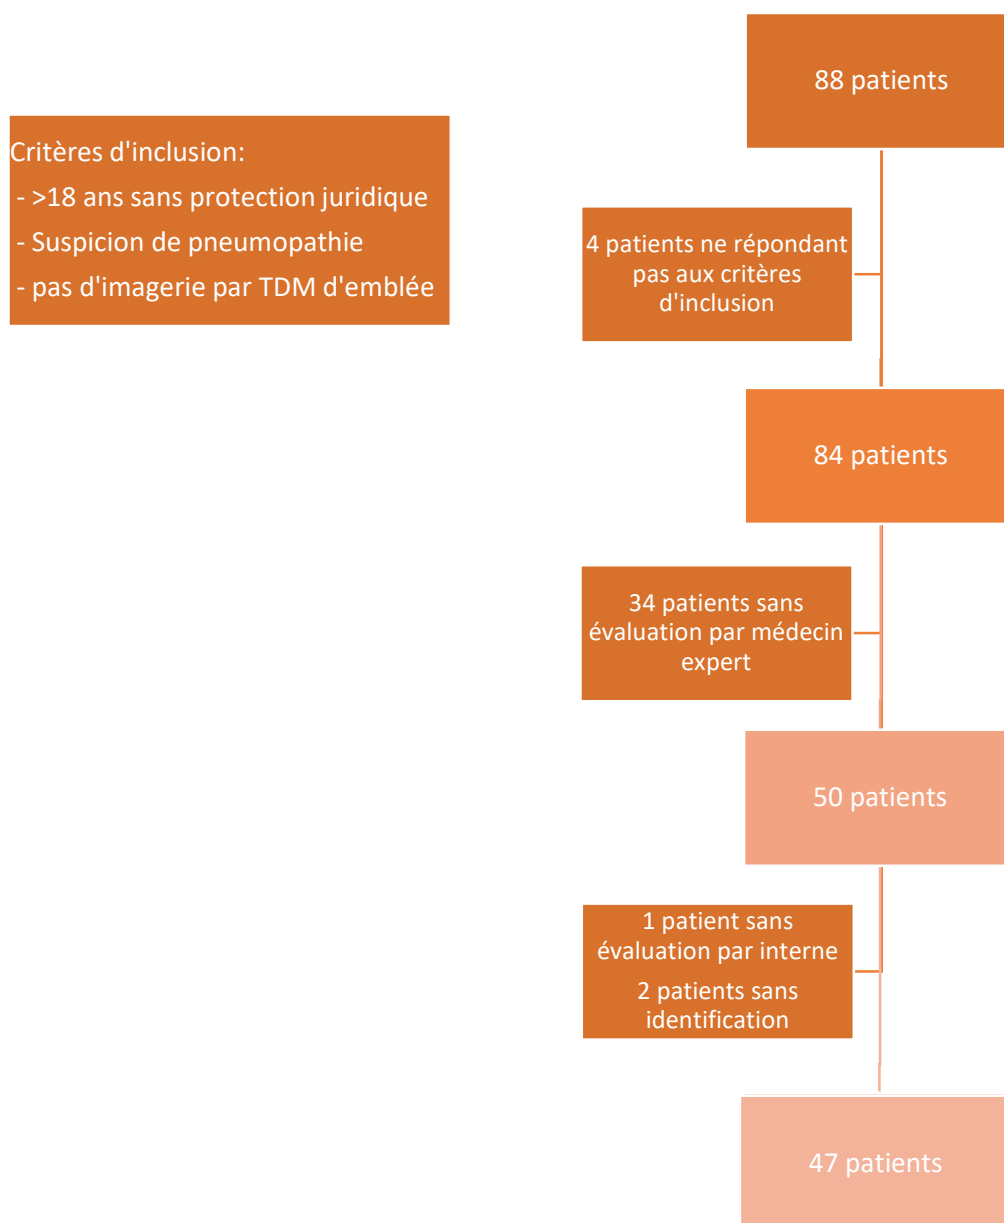 88 patients
Critères d'inclusion:
- >18 ans sans protection juridique
- Suspicion de pneumopathie
- pas d'imagerie par TDM d'emblée
4 patients ne répondant
pas aux critères
d'inclusion
84 patients
34 patients sans
évaluation par médecin
expert
50 patients
1 patient sans
évaluation par interne
2 patients sans
identification
47 patients